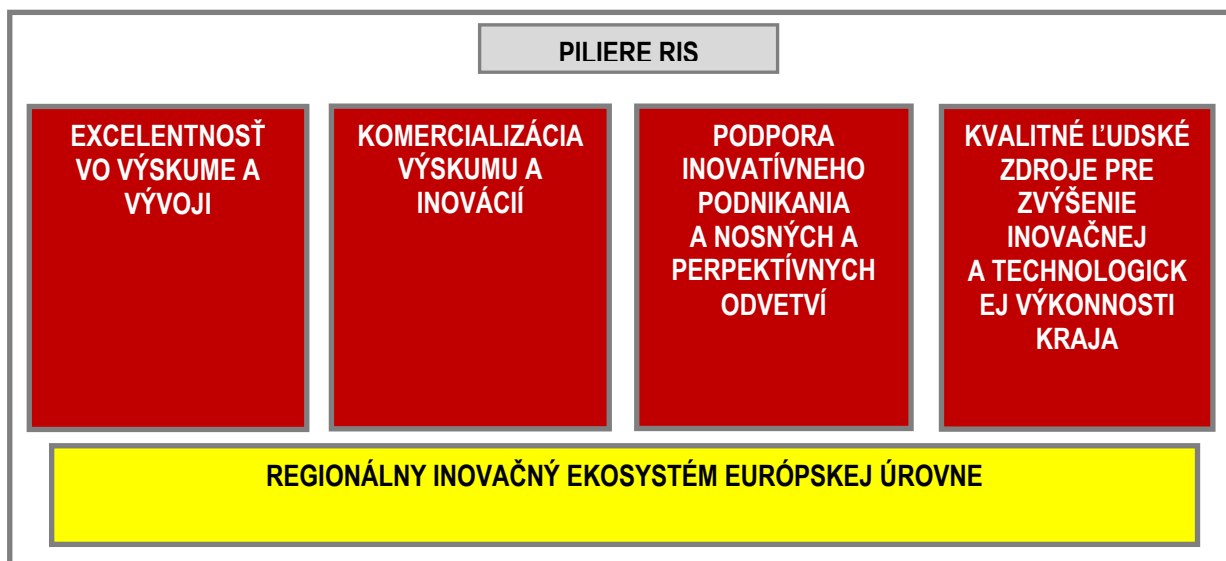 PILIERE RIS
EXCELENTNOSŤ
VO VÝSKUME A
VÝVOJI
KOMERCIALIZÁCIA
VÝSKUMU A
INOVÁCIÍ
PODPORA
INOVATÍVNEHO
PODNIKANIA
A NOSNÝCH A
PERPEKTÍVNYCH
ODVETVÍ
KVALITNÉ ĽUDSKÉ
ZDROJE PRE
ZVÝŠENIE
INOVAČNEJ
A TECHNOLOGICK
EJ VÝKONNOSTI
KRAJA
REGIONÁLNY INOVAČNÝ EKOSYSTÉM EURÓPSKEJ ÚROVNE